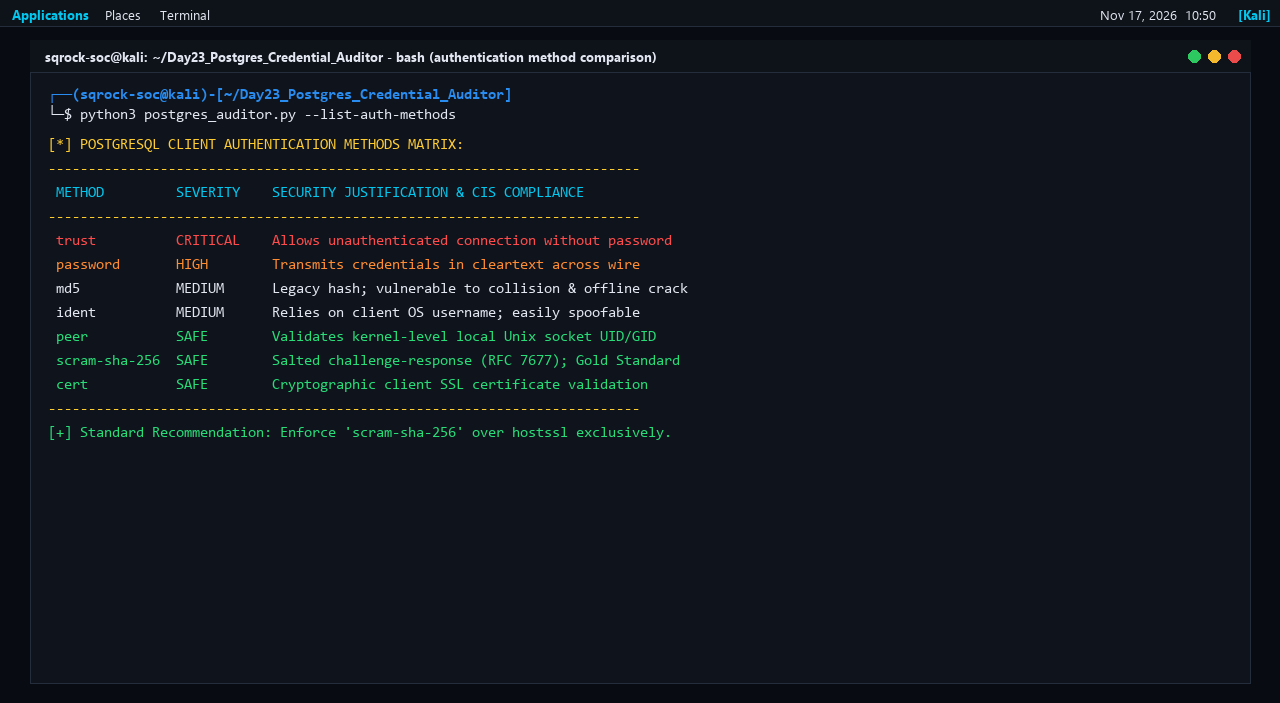 Applications Places Terminal Nov 17, 2026 10:50 [Kali]
sqrock-soc@kali: ~/Day23_Postgres_Credential_Auditor - bash (authentication method comparison)
┌──(sqrock-soc@kali)-[~/Day23_Postgres_Credential_Auditor]
└─$ python3 postgres_auditor.py --list-auth-methods
[*] POSTGRESQL CLIENT AUTHENTICATION METHODS MATRIX:
--------------------------------------------------------------------------
METHOD SEVERITY SECURITY JUSTIFICATION & CIS COMPLIANCE
--------------------------------------------------------------------------
trust CRITICAL Allows unauthenticated connection without password
password HIGH Transmits credentials in cleartext across wire
md5 MEDIUM Legacy hash; vulnerable to collision & offline crack
ident MEDIUM Relies on client OS username; easily spoofable
peer SAFE Validates kernel-level local Unix socket UID/GID
scram-sha-256 SAFE Salted challenge-response (RFC 7677); Gold Standard
cert SAFE Cryptographic client SSL certificate validation
--------------------------------------------------------------------------
[+] Standard Recommendation: Enforce 'scram-sha-256' over hostssl exclusively.